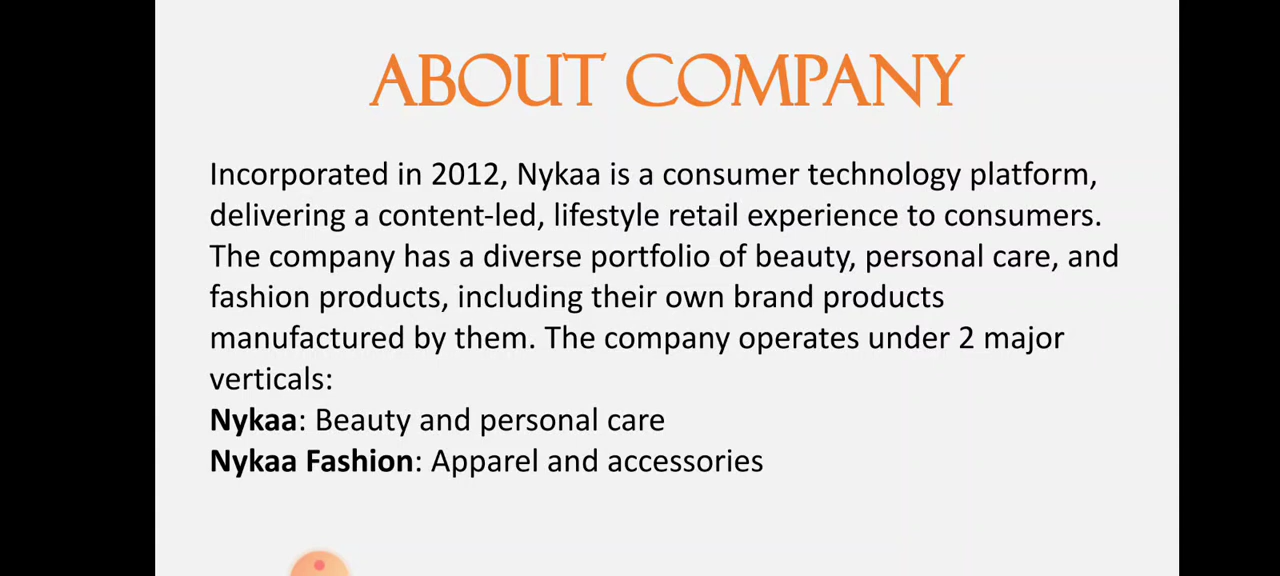 ABOUT COMPANY
Incorporated in 2012, Nykaa is a consumer technology platform,
delivering a content-led, lifestyle retail experience to consumers.
The company has a diverse portfolio of beauty, personal care, and
fashion products, including their own brand products
manufactured by them. The company operates under 2 major
verticals:
Nykaa: Beauty and personal care
Nykaa Fashion: Apparel and accessories